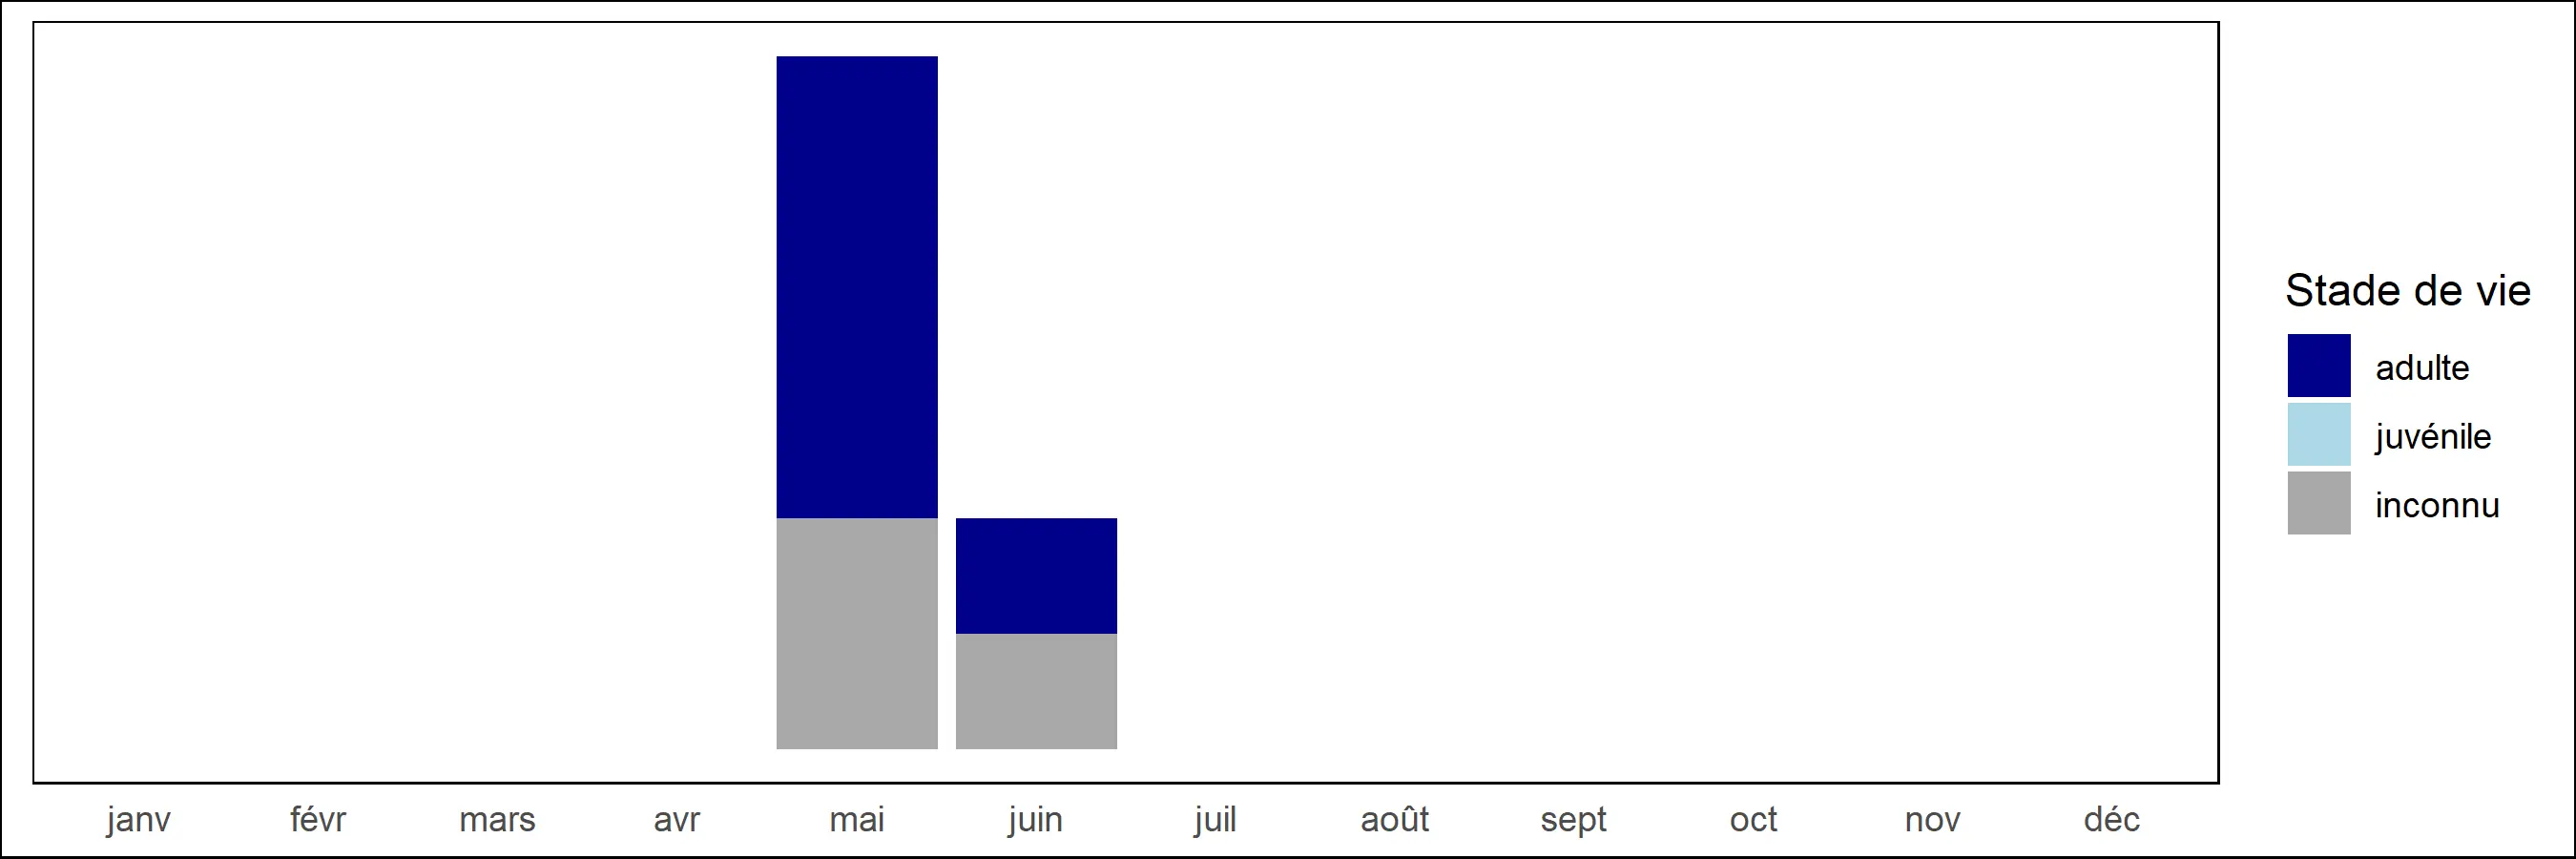 Stade de vie
adulte
juvénile
inconnu
janv févr mars avr mai juin juil août sept oct nov déc